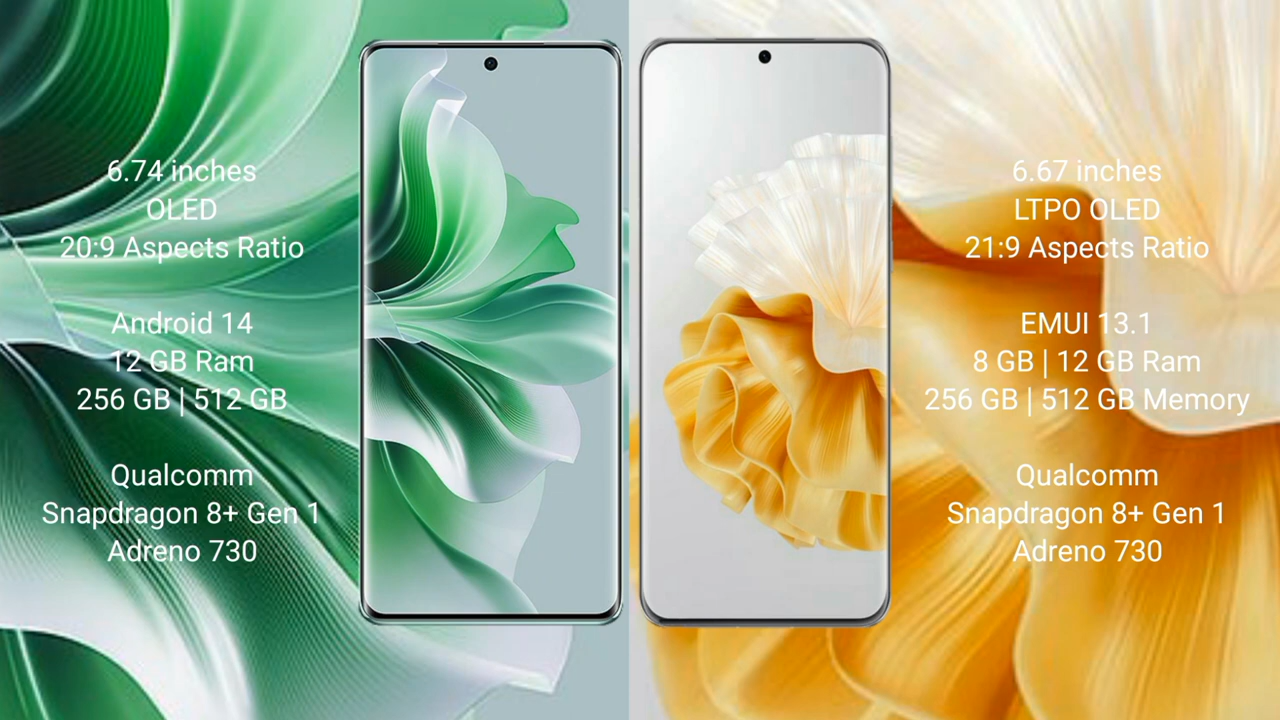 6.74 inches
OLED
20:9 Aspects Ratio
Android 14
12 GB Ram
256 GB | 512 GB
Qualcomm
Snapdragon 8+ Gen 1
Adreno 730
6.67 inches
LTPO OLED
21:9 Aspects Ratio
EMUI 13.1
8 GB | 12 GB Ram
256 GB | 512 GB Memory
Qualcomm
Snapdragon 8+ Gen 1
Adreno 730